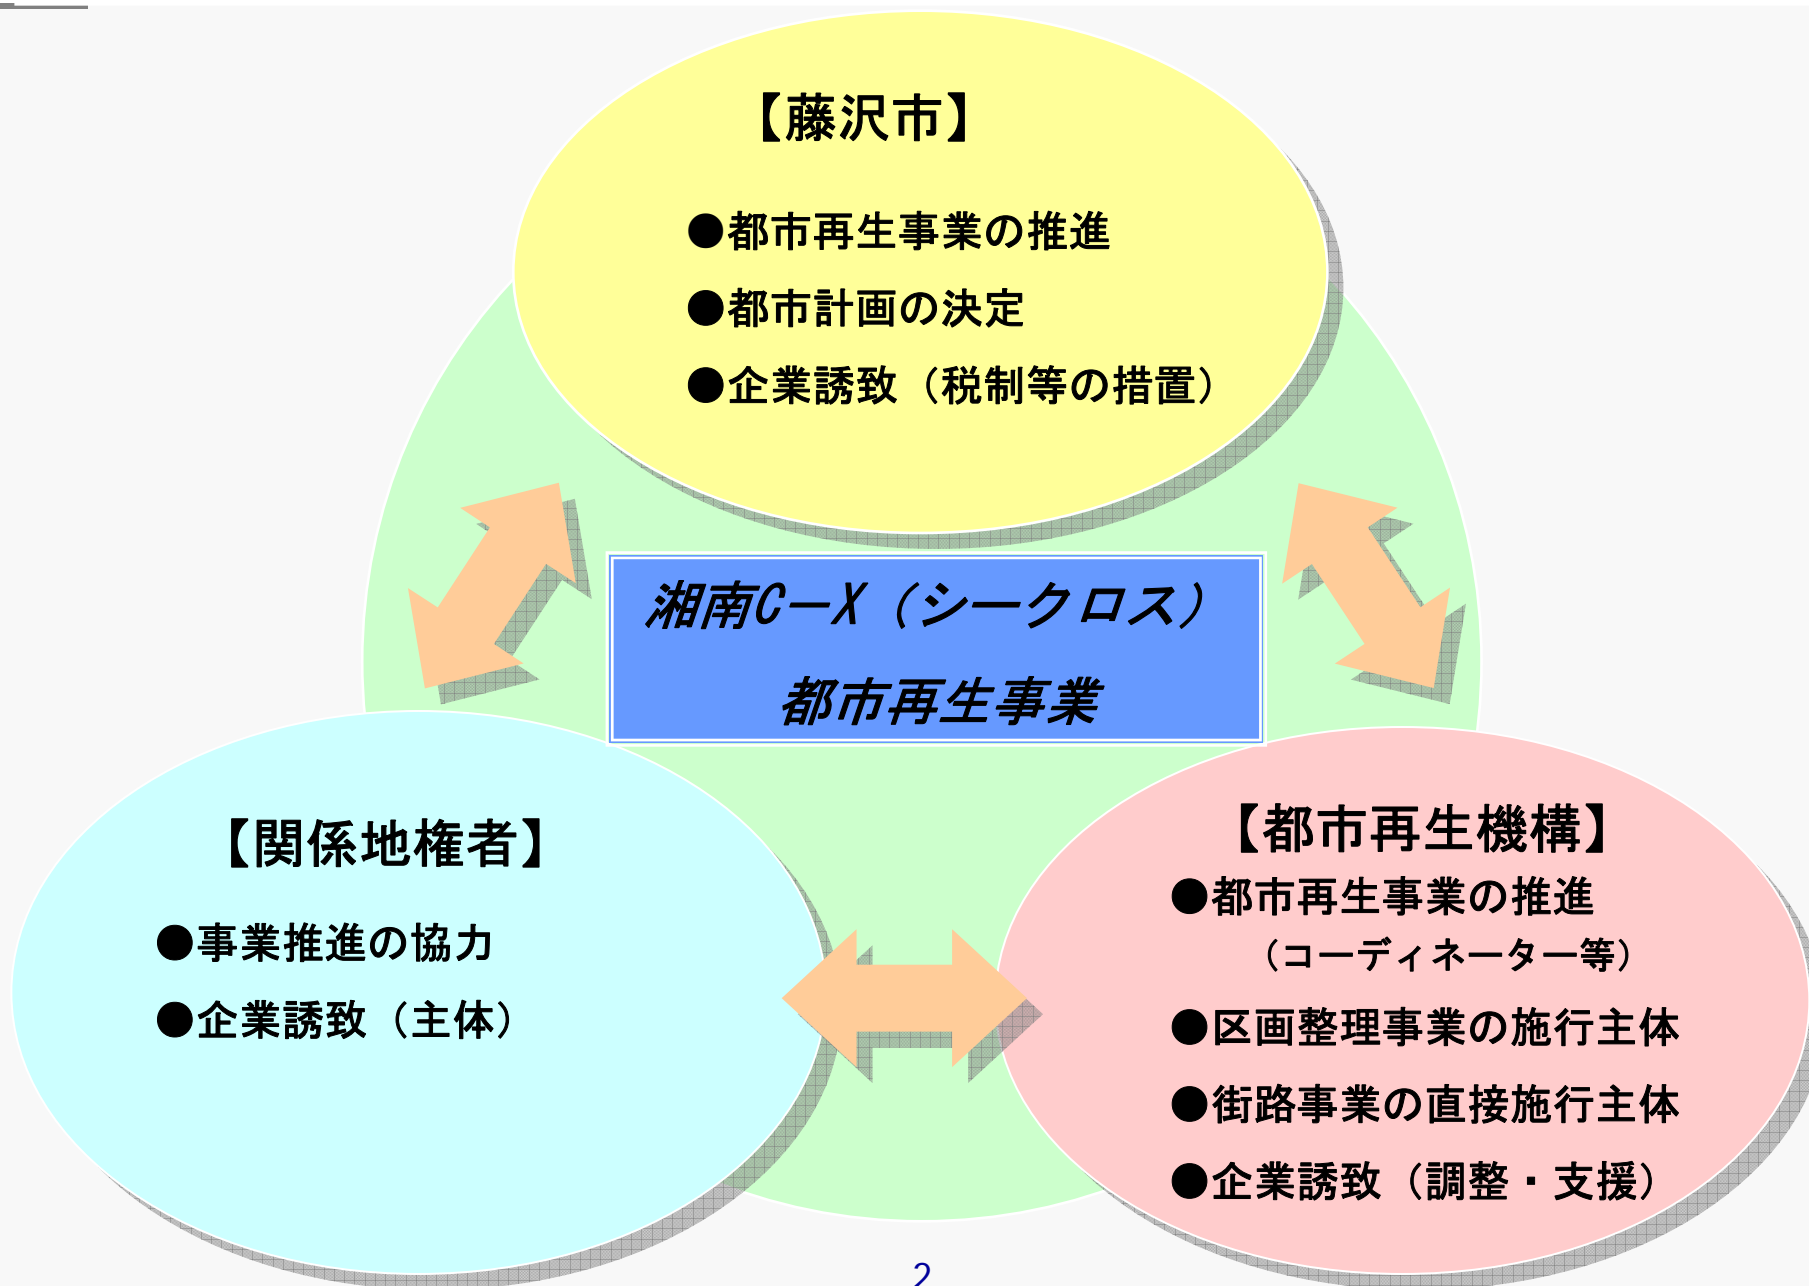 【藤沢市】
●都市再生事業の推進
●都市計画の決定
●企業誘致（税制等の措置）
湘南C－X（シークロス）
都市再生事業
【関係地権者】
●事業推進の協力
●企業誘致（主体）
【都市再生機構】
●都市再生事業の推進
（コーディネーター等）
●区画整理事業の施行主体
●街路事業の直接施行主体
●企業誘致（調整・支援）
2